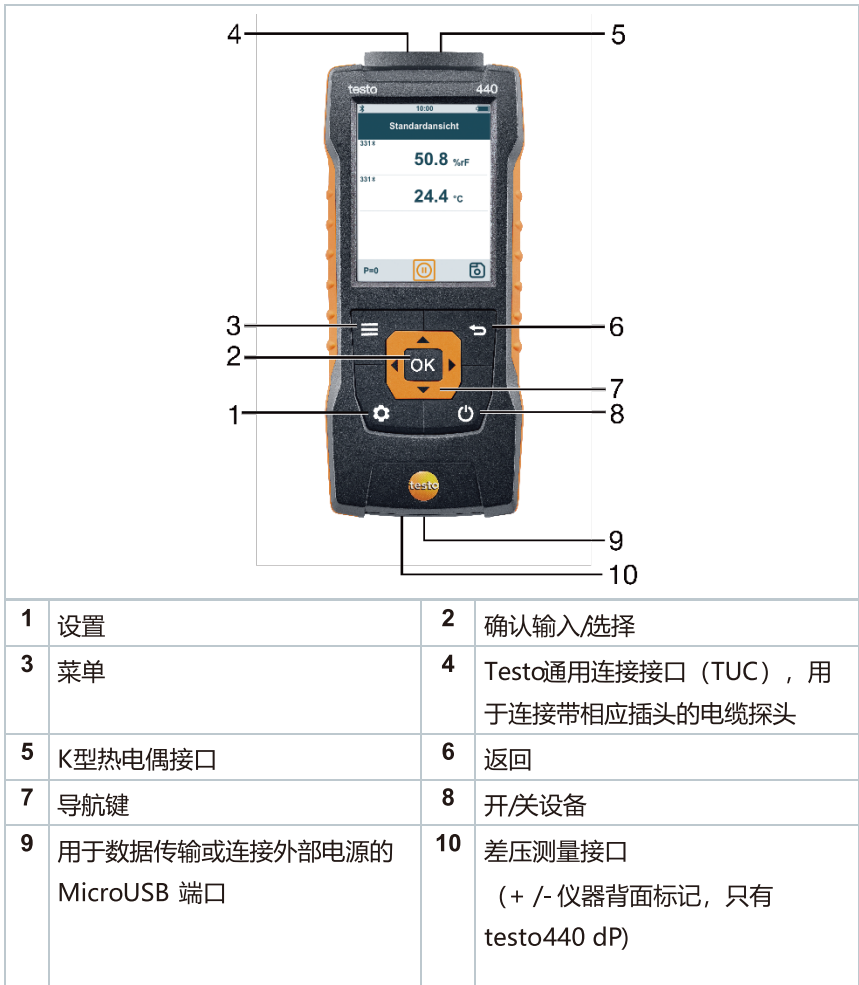 4
5
testo 440
10:00
Standardansicht
331
50.8 %rF
331
24.4 °C
P=0
3
6
2
OK
7
1
8
testo
9
10
1 设置
2 确认输入/选择
3 菜单
4 Testo通用连接接口（TUC），用
于连接带相应插头的电缆探头
5 K型热电偶接口
6 返回
7 导航键
8 开/关设备
9 用于数据传输或连接外部电源的
MicroUSB 端口
10 差压测量接口
（+ /- 仪器背面标记，只有
testo440 dP)